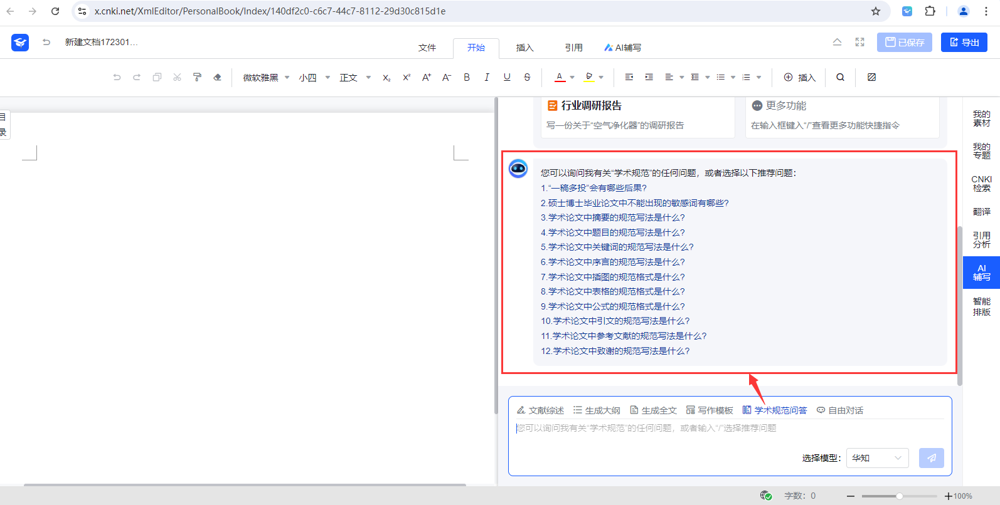 x.cnki.net/XmlEditor/PersonalBook/Index/140df2c0-c6c7-44c7-8112-29d30c815d1e
新建文档172301...
文件
开始
插入
引用
AI辅写
已保存
导出
微软雅黑
小四
正文
X₂
X²
A⁺
A⁻
B
I
U
S
A
插入
目
录
行业调研报告
写一份关于“空气净化器”的调研报告
更多功能
在输入框键入“/”查看更多功能快捷指令
您可以询问我有关“学术规范”的任何问题，或者选择以下推荐问题：
1.“一稿多投”会有哪些后果?
2.硕士博士毕业论文中不能出现的敏感词有哪些?
3.学术论文中摘要的规范写法是什么?
4.学术论文中题目的规范写法是什么?
5.学术论文中关键词的规范写法是什么?
6.学术论文中序言的规范写法是什么?
7.学术论文中插图的规范格式是什么?
8.学术论文中表格的规范格式是什么?
9.学术论文中公式的规范格式是什么?
10.学术论文中引文的规范写法是什么?
11.学术论文中参考文献的规范写法是什么?
12.学术论文中致谢的规范写法是什么?
文献综述
生成大纲
生成全文
写作模板
学术规范问答
自由对话
您可以询问我有关“学术规范”的任何问题，或者输入“/”选择推荐问题
选择模型：
华知
我的
素材
我的
专题
CNKI
检索
翻译
引用
分析
AI
辅写
智能
排版
字数：0
100%